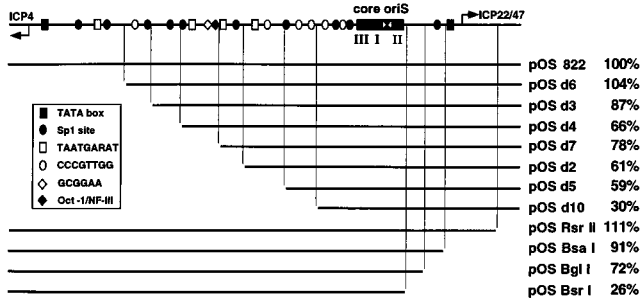 core oriS
ICP4
ICP22/47
III I II
pOS 822 100%
pOS d6 104%
pOS d3 87%
pOS d4 66%
pOS d7 78%
pOS d2 61%
pOS d5 59%
pOS d10 30%
pOS Rsr II 111%
pOS Bsa I 91%
pOS Bgl I 72%
pOS Bsr I 26%
TATA box
Sp1 site
TAATGARAT
CCCGTTGG
GCGGAA
Oct -1/NF-III